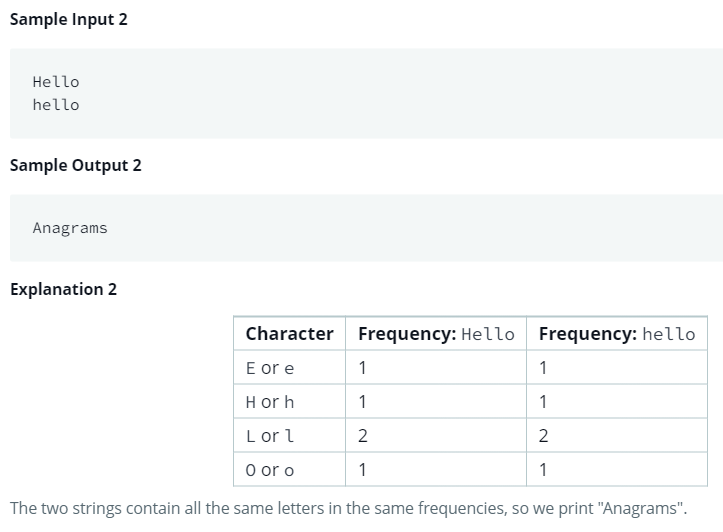 Sample Input 2
Hello
hello
Sample Output 2
Anagrams
Explanation 2
Character Frequency: Hello Frequency: hello
E or e 1 1
H or h 1 1
L or l 2 2
O or o 1 1
The two strings contain all the same letters in the same frequencies, so we print "Anagrams".